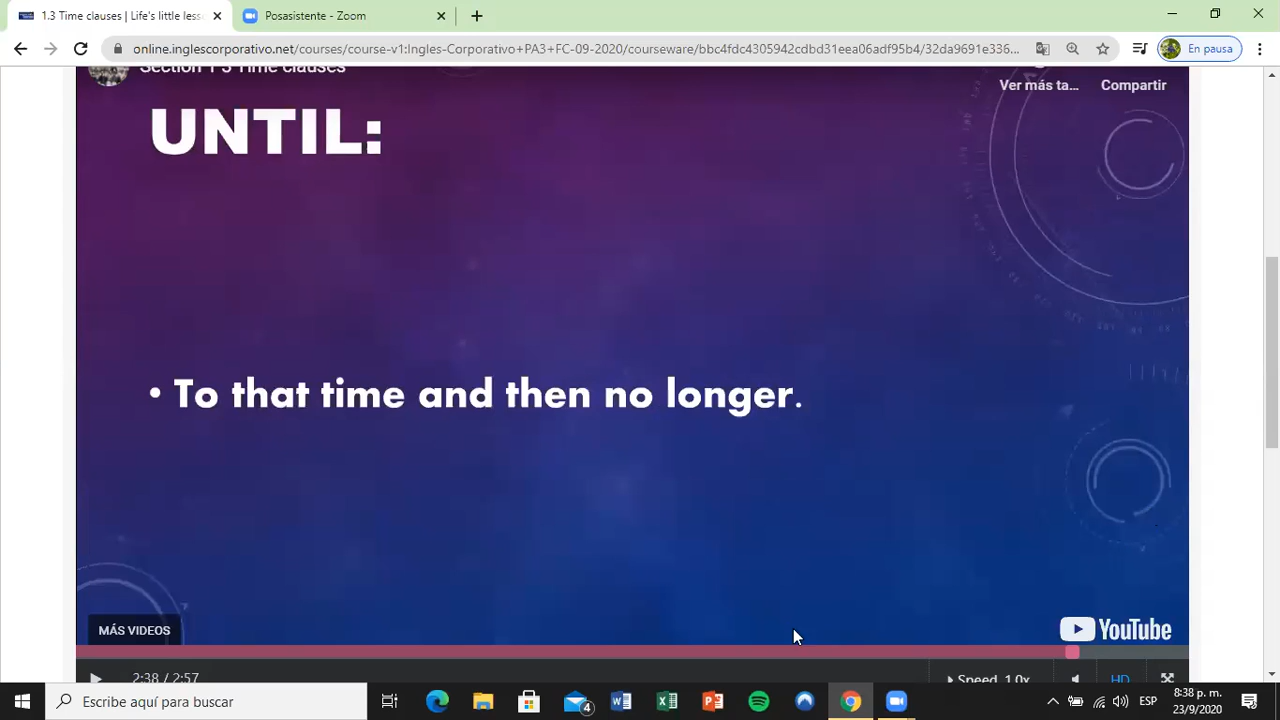 1.3 Time clauses | Life's little less
Posasistente - Zoom
online.inglescorporativo.net/courses/course-v1:Ingles-Corporativo+PA3+FC-09-2020/courseware/bbc4fdc4305942cdbd31eea06adf95b4/32da9691e336...
En pausa
Section 1 3 Time clauses
Ver más ta...
Compartir
UNTIL:
• To that time and then no longer.
MÁS VIDEOS
YouTube
2:38 / 2:57
Speed 1.0x
HD
Escribe aquí para buscar
4
ESP
8:38 p. m.
23/9/2020